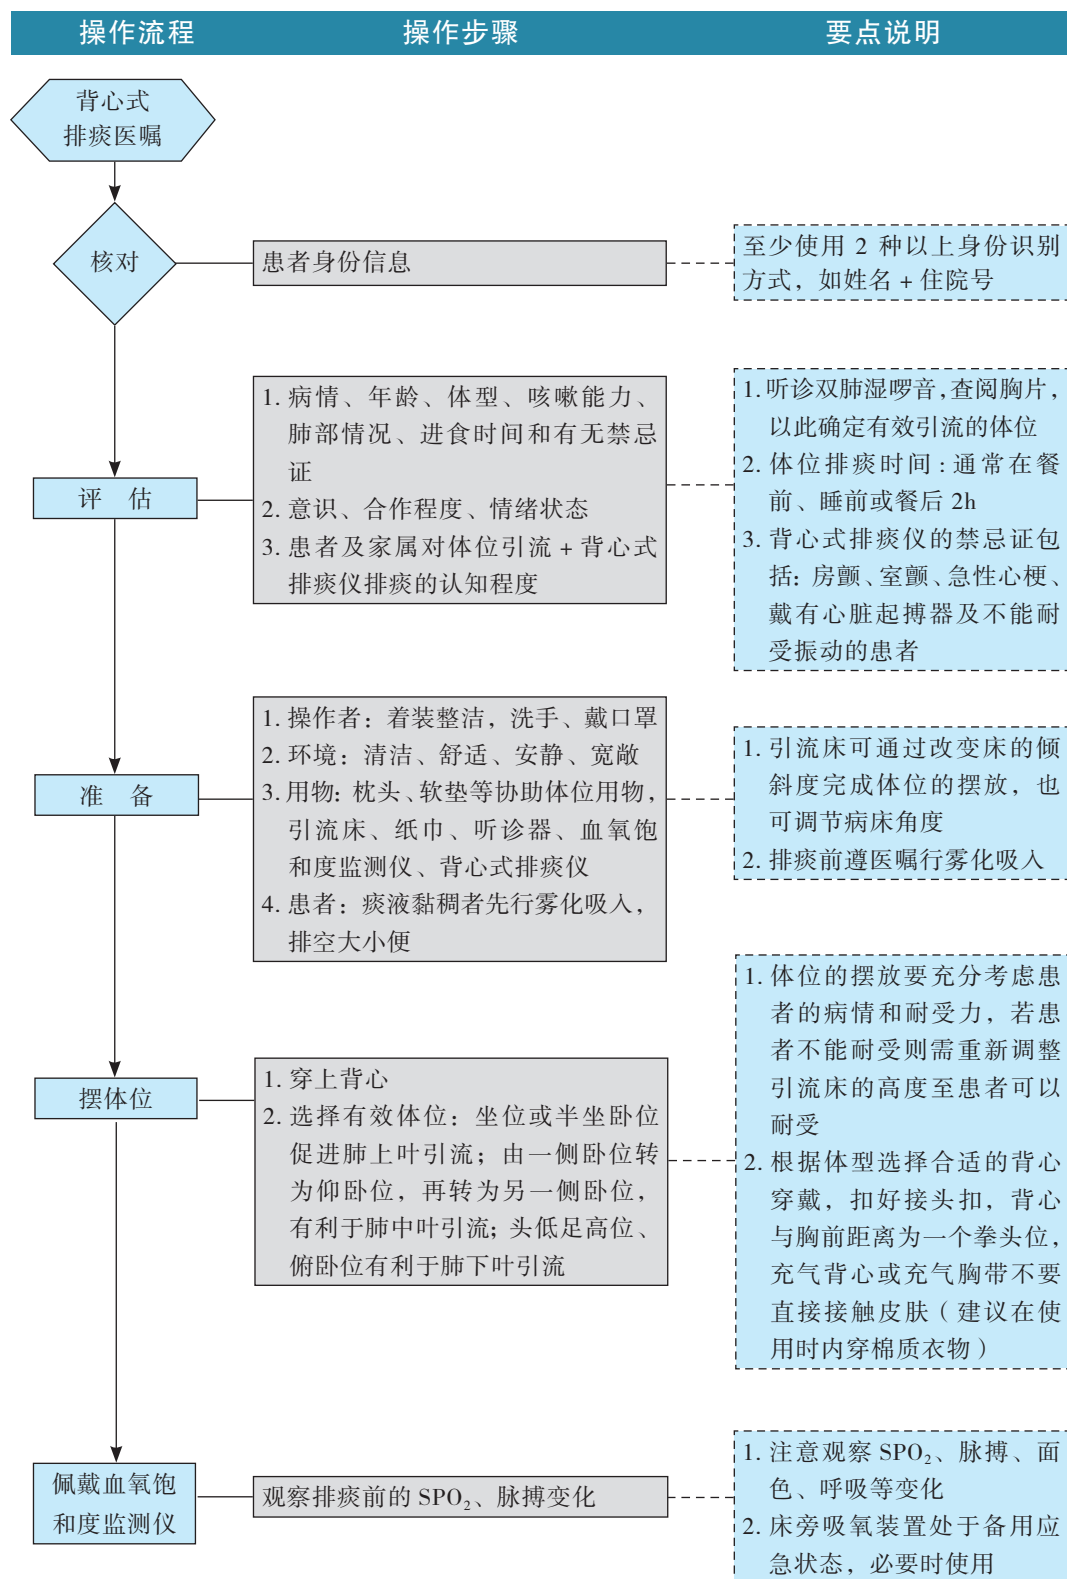 操作流程 操作步骤 要点说明
背心式
排痰医嘱
核对
患者身份信息
至少使用 2 种以上身份识别
方式，如姓名 + 住院号
评 估
1. 病情、年龄、体型、咳嗽能力、
肺部情况、进食时间和有无禁忌
证
2. 意识、合作程度、情绪状态
3. 患者及家属对体位引流 + 背心式
排痰仪排痰的认知程度
1. 听诊双肺湿啰音，查阅胸片，
以此确定有效引流的体位
2. 体位排痰时间：通常在餐
前、睡前或餐后 2h
3. 背心式排痰仪的禁忌证包
括：房颤、室颤、急性心梗、
戴有心脏起搏器及不能耐
受振动的患者
准 备
1. 操作者：着装整洁，洗手、戴口罩
2. 环境：清洁、舒适、安静、宽敞
3. 用物：枕头、软垫等协助体位用物，
引流床、纸巾、听诊器、血氧饱
和度监测仪、背心式排痰仪
4. 患者：痰液黏稠者先行雾化吸入，
排空大小便
1. 引流床可通过改变床的倾
斜度完成体位的摆放，也
可调节病床角度
2. 排痰前遵医嘱行雾化吸入
摆体位
1. 穿上背心
2. 选择有效体位：坐位或半坐卧位
促进肺上叶引流；由一侧卧位转
为仰卧位，再转为另一侧卧位，
有利于肺中叶引流；头低足高位、
俯卧位有利于肺下叶引流
1. 体位的摆放要充分考虑患
者的病情和耐受力，若患
者不能耐受则需重新调整
引流床的高度至患者可以
耐受
2. 根据体型选择合适的背心
穿戴，扣好接头扣，背心
与胸前距离为一个拳头位，
充气背心或充气胸带不要
直接接触皮肤（建议在使
用时内穿棉质衣物）
佩戴血氧饱
和度监测仪
观察排痰前的 SPO₂、脉搏变化
1. 注意观察 SPO₂、脉搏、面
色、呼吸等变化
2. 床旁吸氧装置处于备用应
急状态，必要时使用